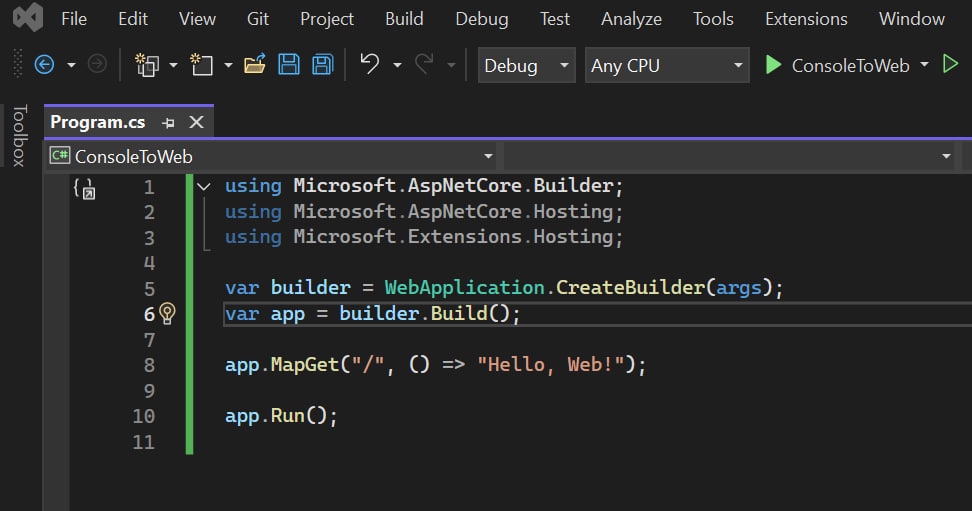 File Edit View Git Project Build Debug Test Analyze Tools Extensions Window
Debug Any CPU ConsoleToWeb
Toolbox
Program.cs
C# ConsoleToWeb
1 using Microsoft.AspNetCore.Builder;
2 using Microsoft.AspNetCore.Hosting;
3 using Microsoft.Extensions.Hosting;
4
5 var builder = WebApplication.CreateBuilder(args);
6 var app = builder.Build();
7
8 app.MapGet("/", () => "Hello, Web!");
9
10 app.Run();
11